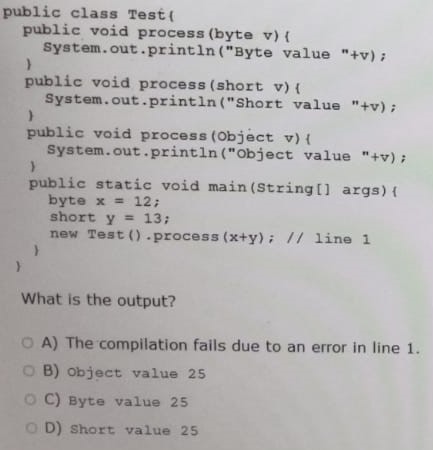 public class Test{
public void process(byte v){
System.out.println("Byte value "+v);
}
public void process(short v){
System.out.println("Short value "+v);
}
public void process(Object v){
System.out.println("Object value "+v);
}
public static void main(String[] args){
byte x = 12;
short y = 13;
new Test().process(x+y); // line 1
}
}
What is the output?
A) The compilation fails due to an error in line 1.
B) Object value 25
C) Byte value 25
D) Short value 25